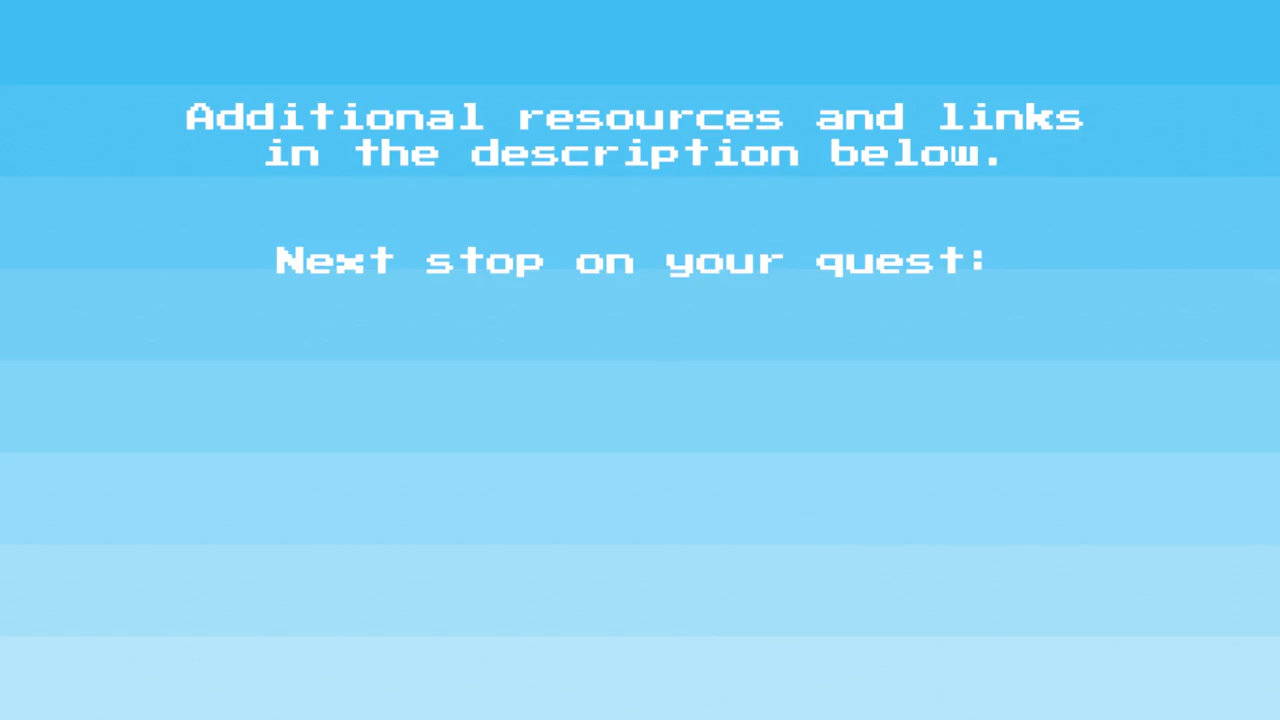 Additional resources and links
in the description below.
Next stop on your quest: